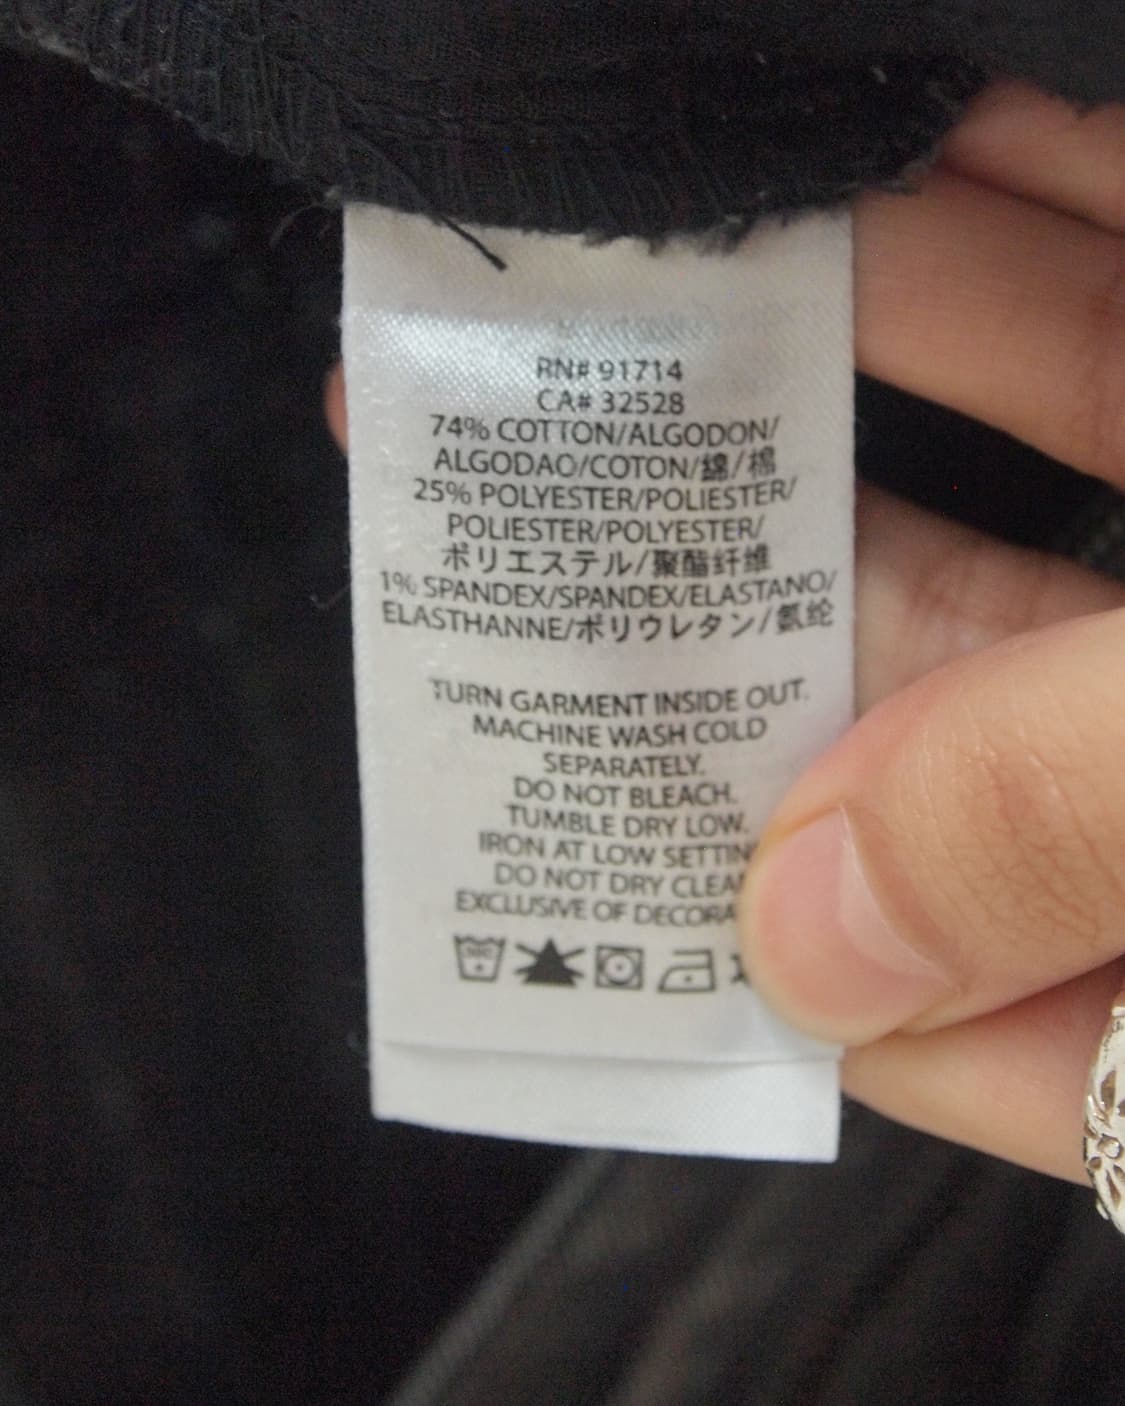 RN# 91714
CA# 32528
74% COTTON/ALGODON/
ALGODAO/COTON/綿/棉
25% POLYESTER/POLIESTER/
POLIESTER/POLYESTER/
ポリエステル/聚酯纤维
1% SPANDEX/SPANDEX/ELASTANO/
ELASTHANNE/ポリウレタン/氨纶
TURN GARMENT INSIDE OUT.
MACHINE WASH COLD
SEPARATELY.
DO NOT BLEACH.
TUMBLE DRY LOW.
IRON AT LOW
DO NOT DRY
EXCLUSIVE OF